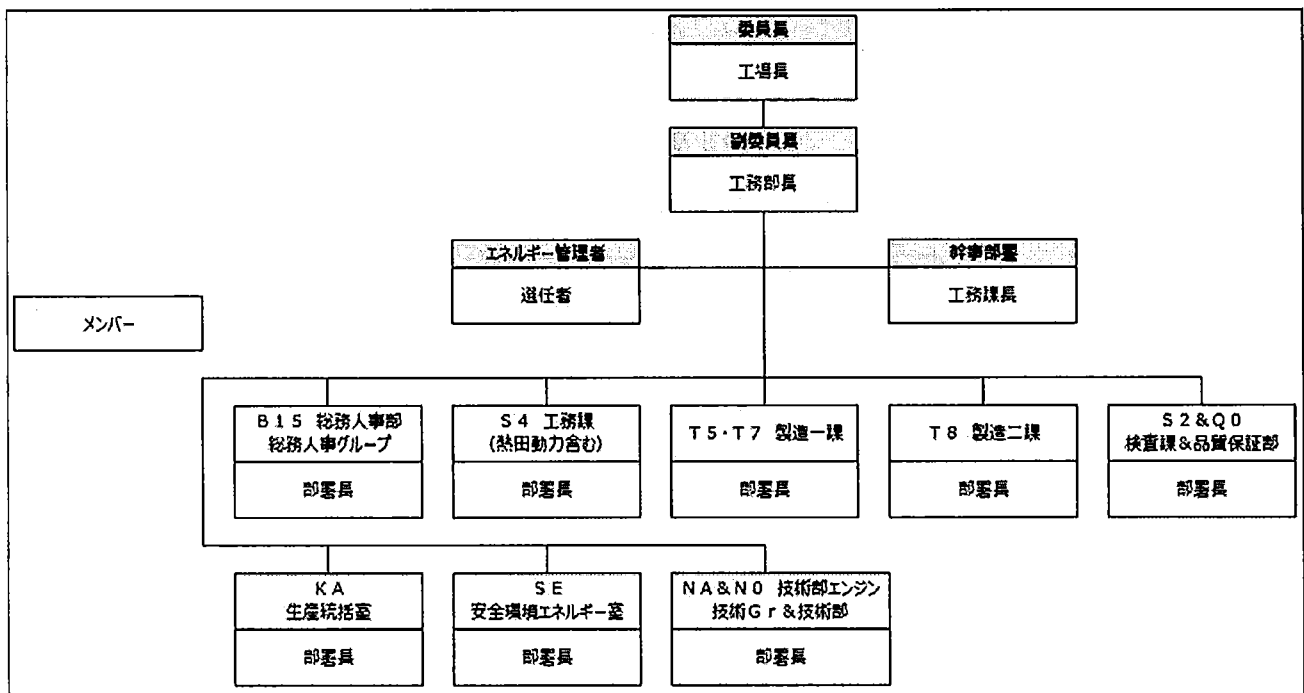 委員長
工場長
副委員長
工務部長
エネルギー管理者
選任者
幹事部署
工務課長
メンバー
B15 総務人事部
総務人事グループ
部署長
S4 工務課
(熱田動力含む)
部署長
T5・T7 製造一課
部署長
T8 製造二課
部署長
S2&Q0
検査課&品質保証部
部署長
KA
生産統括室
部署長
SE
安全環境エネルギー室
部署長
NA&N0 技術部エンジン
技術Gr&技術部
部署長